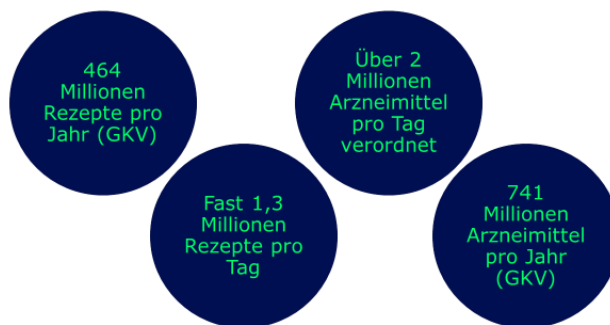 464
Millionen
Rezepte pro
Jahr (GKV)
Über 2
Millionen
Arzneimittel
pro Tag
verordnet
Fast 1,3
Millionen
Rezepte pro
Tag
741
Millionen
Arzneimittel
pro Jahr
(GKV)